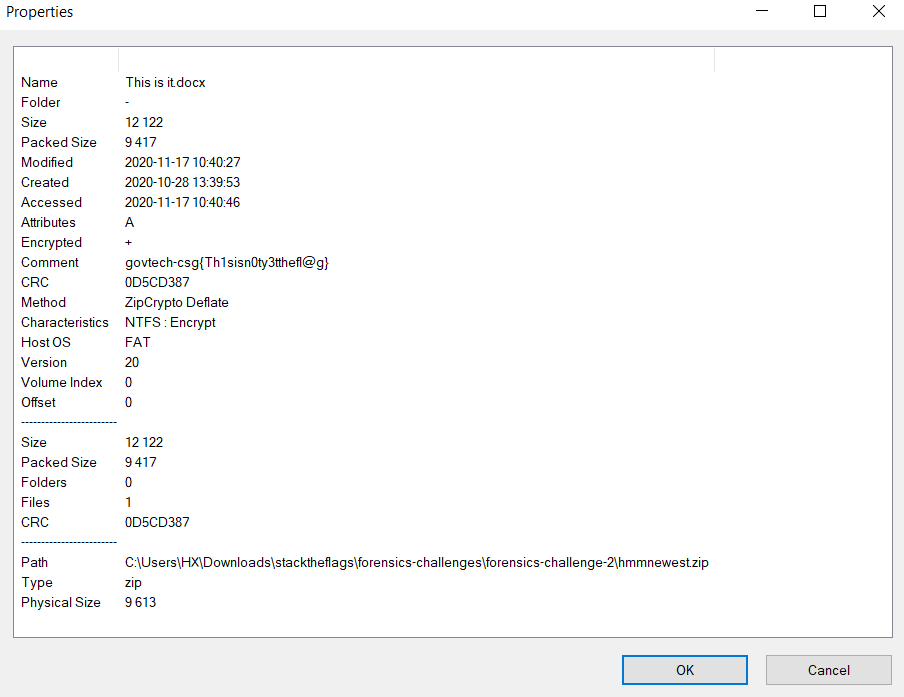 Properties
Name This is it.docx
Folder -
Size 12 122
Packed Size 9 417
Modified 2020-11-17 10:40:27
Created 2020-10-28 13:39:53
Accessed 2020-11-17 10:40:46
Attributes A
Encrypted +
Comment govtech-csg{Th1sisn0ty3tthefl@g}
CRC 0D5CD387
Method ZipCrypto Deflate
Characteristics NTFS : Encrypt
Host OS FAT
Version 20
Volume Index 0
Offset 0
------------------------
Size 12 122
Packed Size 9 417
Folders 0
Files 1
CRC 0D5CD387
------------------------
Path C:\Users\HX\Downloads\stacktheflags\forensics-challenges\forensics-challenge-2\hmmnewest.zip
Type zip
Physical Size 9 613
OK Cancel